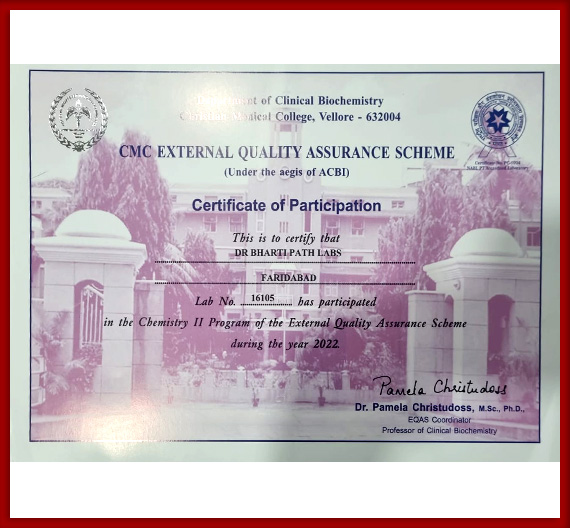 of Clinical Biochemistry
Medical College, Vellore - 632004
CMC EXTERNAL QUALITY ASSURANCE SCHEME
(Under the aegis of ACBI)
Certificate of Participation
This is to certify that
DR BHARTI PATH LABS
FARIDABAD
Lab No. 16105 has participated
in the Chemistry II Program of the External Quality Assurance Scheme
during the year 2022
Pamela Christudoss
Dr. Pamela Christudoss, M.Sc., Ph.D.,
EQAS Coordinator
Professor of Clinical Biochemistry